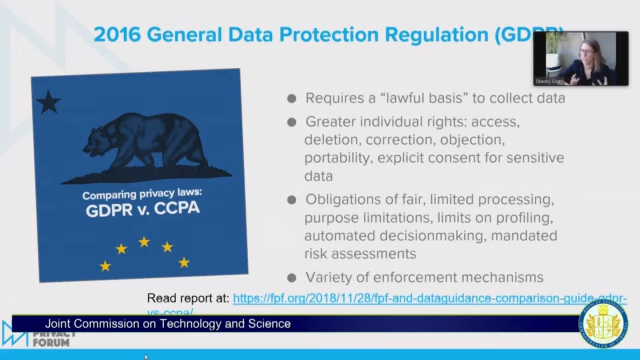 2016 General Data Protection Regulation (GDPR)
Comparing privacy laws:
GDPR v. CCPA
● Requires a “lawful basis” to collect data
● Greater individual rights: access,
deletion, correction, objection,
portability, explicit consent for sensitive
data
● Obligations of fair, limited processing,
purpose limitations, limits on profiling,
automated decisionmaking, mandated
risk assessments
● Variety of enforcement mechanisms
Read report at: https://fpf.org/2018/11/28/fpf-and-dataguidance-comparison-guide-gdpr-
vs-ccpa/
Joint Commission on Technology and Science
PRIVACY
FORUM